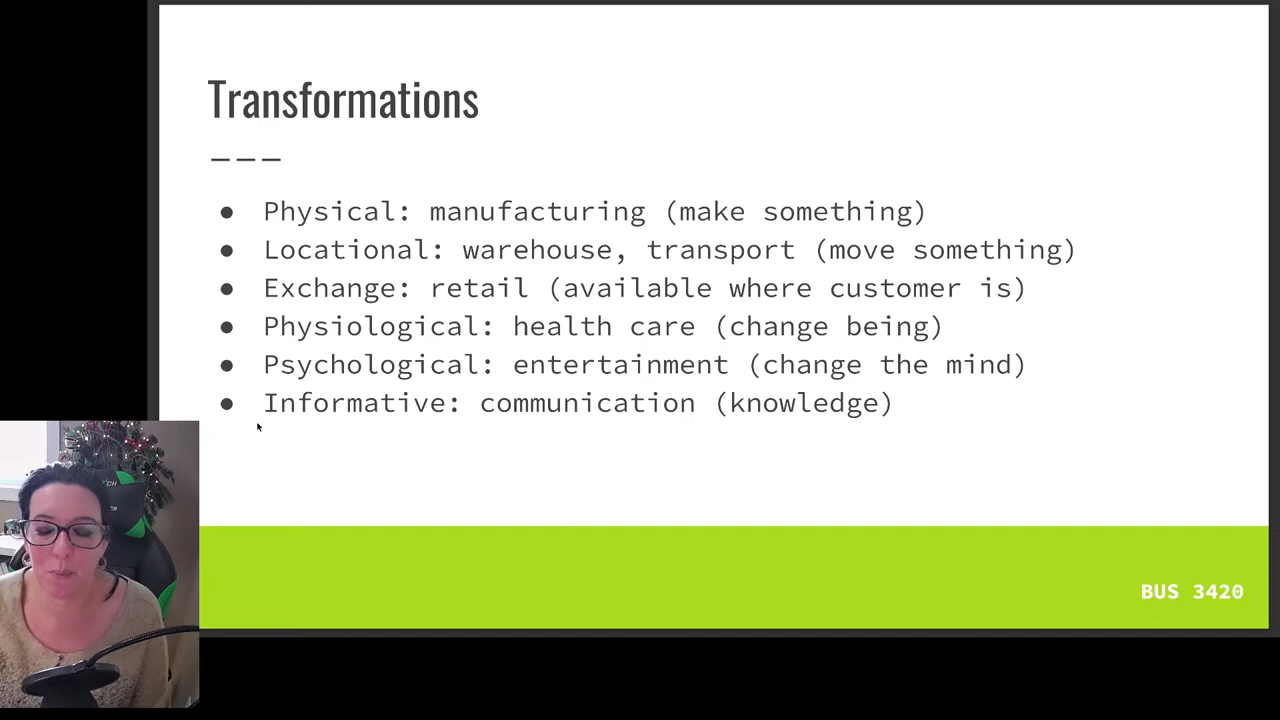 Transformations
● Physical: manufacturing (make something)
● Locational: warehouse, transport (move something)
● Exchange: retail (available where customer is)
● Physiological: health care (change being)
● Psychological: entertainment (change the mind)
● Informative: communication (knowledge)
BUS 3420